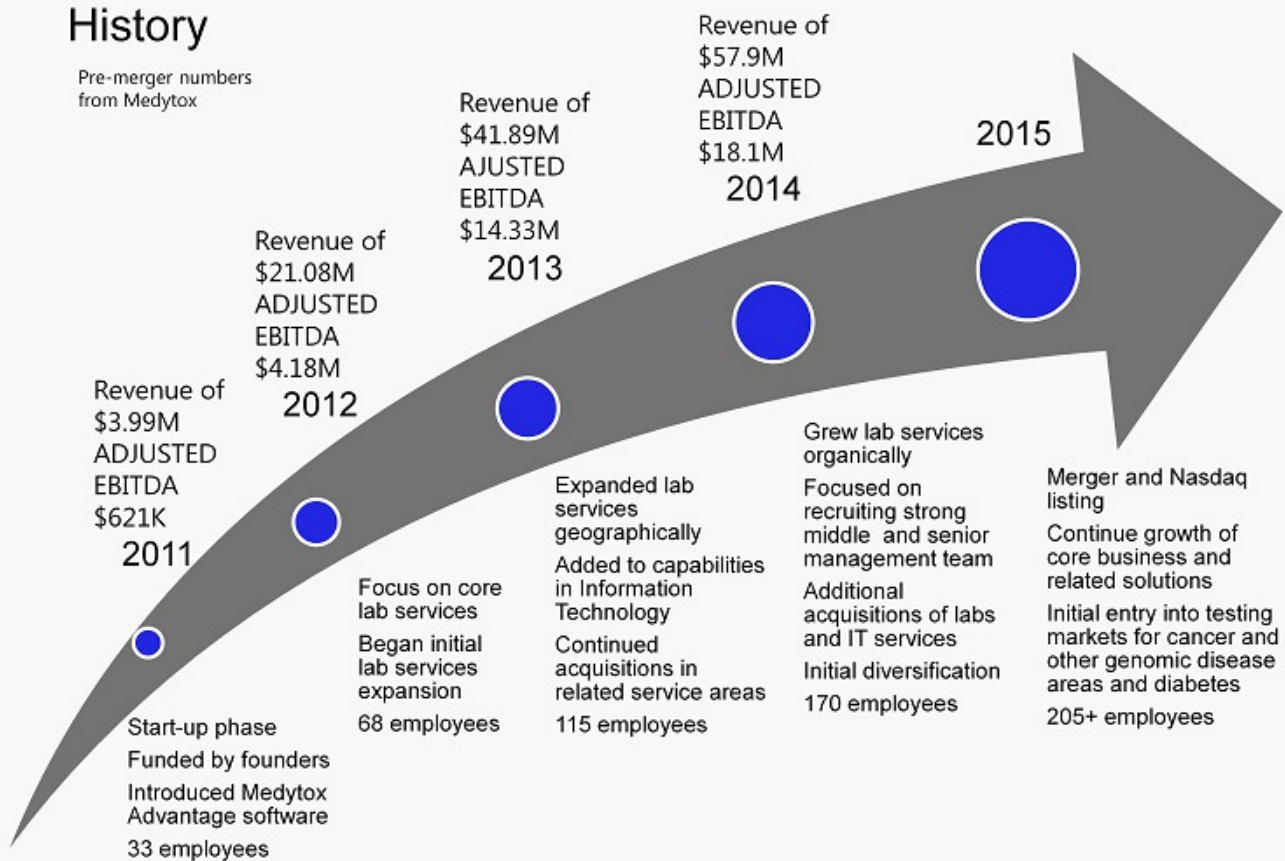 History
Pre-merger numbers
from Medytox
Revenue of
$3.99M
ADJUSTED
EBITDA
$621K
2011
Revenue of
$21.08M
ADJUSTED
EBITDA
$4.18M
2012
Revenue of
$41.89M
AJUSTED
EBITDA
$14.33M
2013
Revenue of
$57.9M
ADJUSTED
EBITDA
$18.1M
2014
2015
Start-up phase
Funded by founders
Introduced Medytox
Advantage software
33 employees
Focus on core
lab services
Began initial
lab services
expansion
68 employees
Expanded lab
services
geographically
Added to capabilities
in Information
Technology
Continued
acquisitions in
related service areas
115 employees
Grew lab services
organically
Focused on
recruiting strong
middle and senior
management team
Additional
acquisitions of labs
and IT services
Initial diversification
170 employees
Merger and Nasdaq
listing
Continue growth of
core business and
related solutions
Initial entry into testing
markets for cancer and
other genomic disease
areas and diabetes
205+ employees